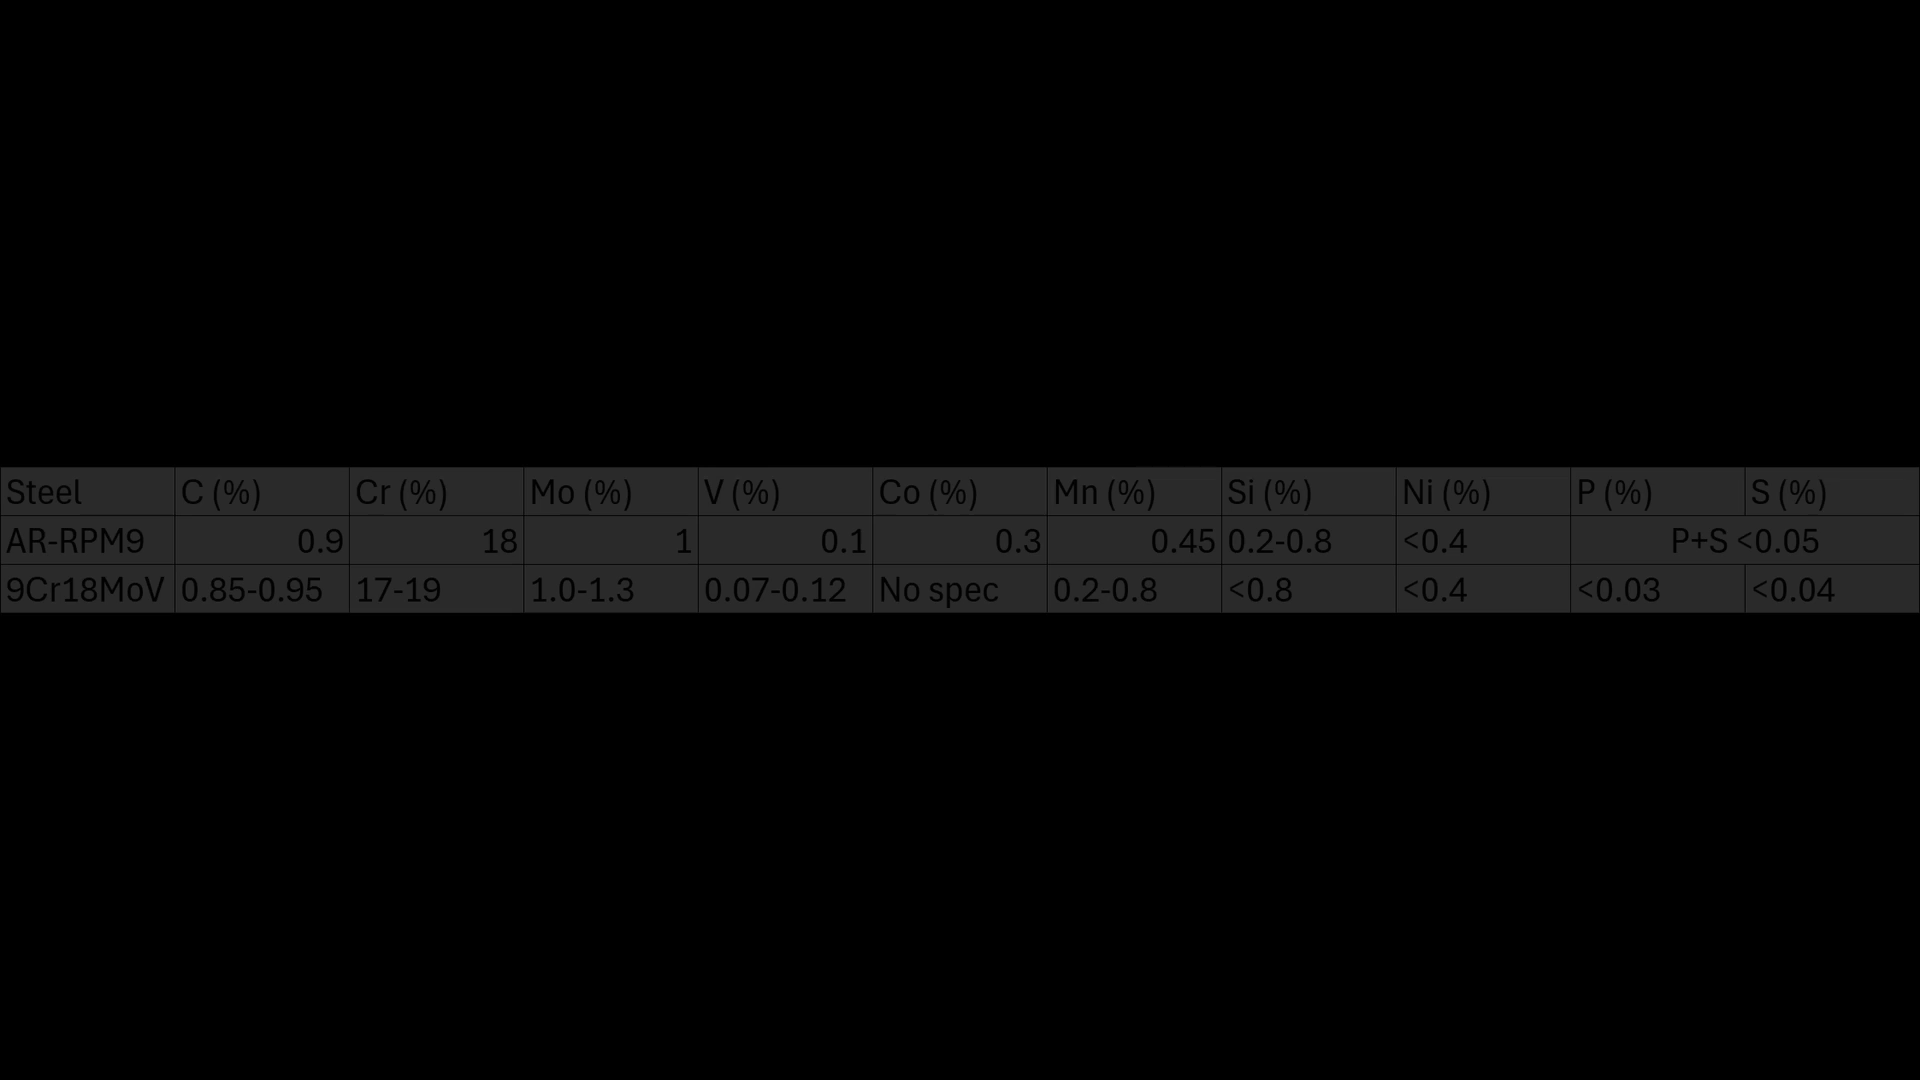 Steel C (%) Cr (%) Mo (%) V (%) Co (%) Mn (%) Si (%) Ni (%) P (%) S (%)
AR-RPM9 0.9 18 1 0.1 0.3 0.45 0.2-0.8 <0.4 P+S <0.05
9Cr18MoV 0.85-0.95 17-19 1.0-1.3 0.07-0.12 No spec 0.2-0.8 <0.8 <0.4 <0.03 <0.04